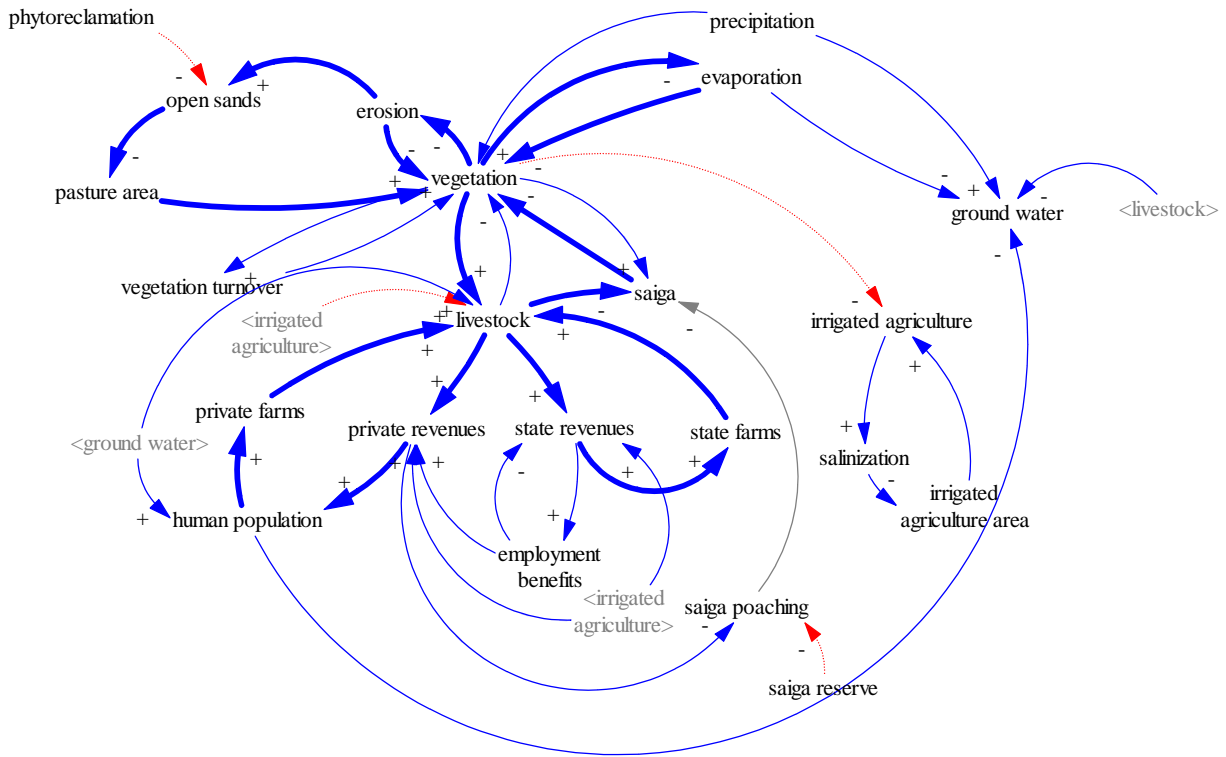 phytoreclamation
precipitation
evaporation
open sands
erosion
vegetation
pasture area
ground water
<livestock>
vegetation turnover
saiga
<irrigated
agriculture>
livestock
irrigated agriculture
private farms
private revenues
state revenues
state farms
<ground water>
salinization
irrigated
agriculture area
human population
employment
benefits
<irrigated
agriculture>
saiga poaching
saiga reserve